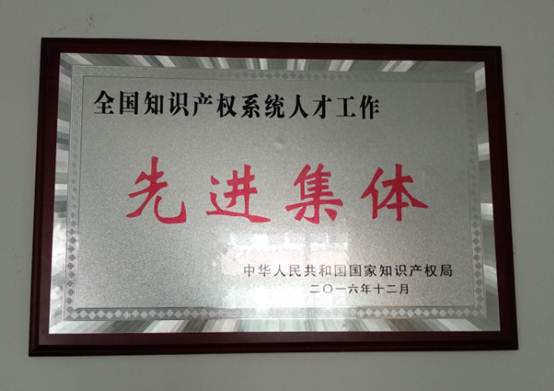 全国知识产权系统人才工作
先进集体
中华人民共和国国家知识产权局
二〇一六年十二月